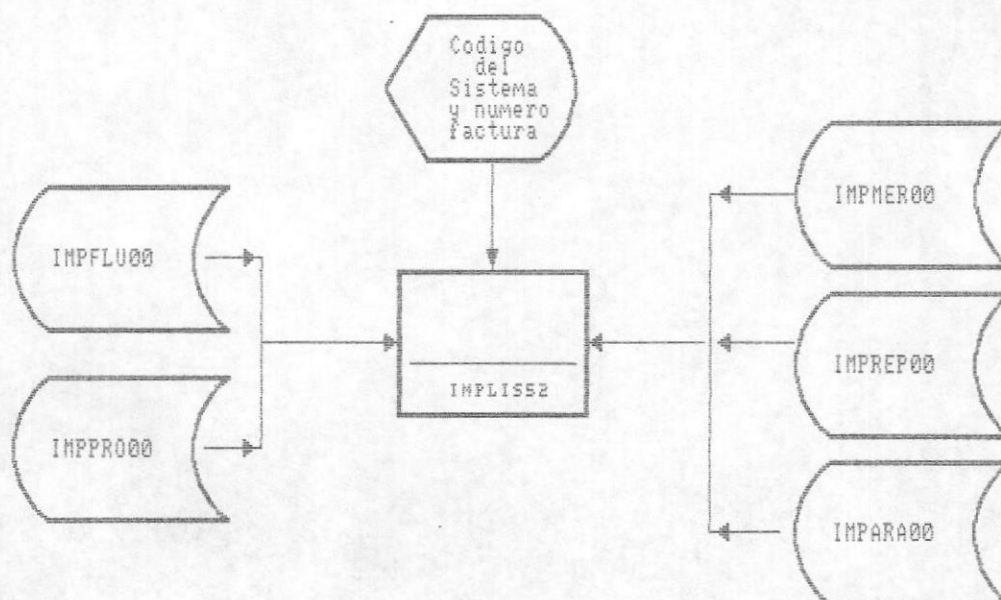 Codigo
del
Sistema
y numero
factura
IMPMER00
IMPFLU00
IMPREP00
IMPLIS52
IMPPRO00
IMPARA00